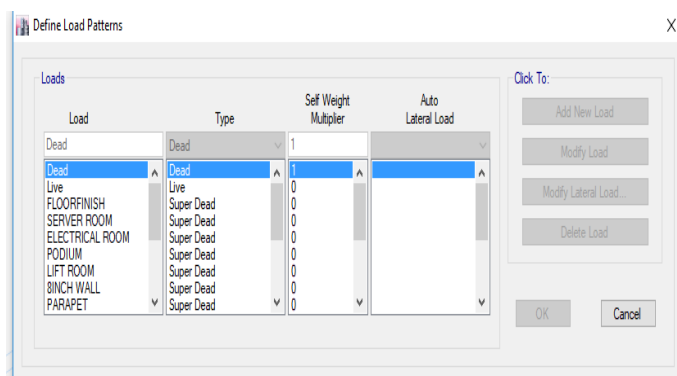 Define Load Patterns
X
Loads
Click To:
Load Type Self Weight Multiplier Auto Lateral Load
Dead Dead 1
Dead Dead 1
Live Live 0
FLOORFINISH Super Dead 0
SERVER ROOM Super Dead 0
ELECTRICAL ROOM Super Dead 0
PODIUM Super Dead 0
LIFT ROOM Super Dead 0
8INCH WALL Super Dead 0
PARAPET Super Dead 0
Add New Load
Modify Load
Modify Lateral Load...
Delete Load
OK Cancel